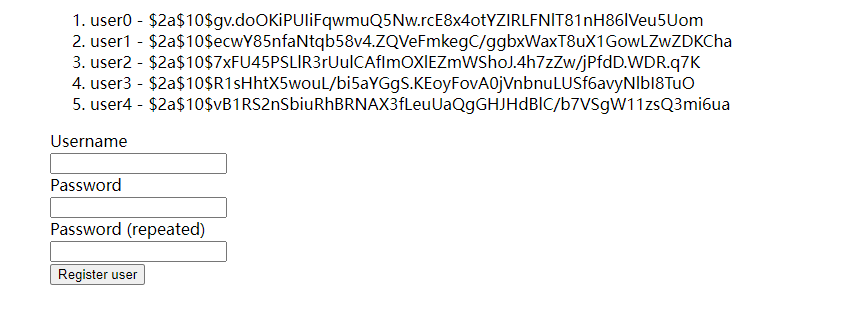 1. user0 - $2a$10$gv.doOKiPUIiFqwmuQ5Nw.rcE8x4otYZIRLFNlT81nH86lVeu5Uom
2. user1 - $2a$10$ecwY85nfaNtqb58v4.ZQVeFmkegC/ggbxWaxT8uX1GowLZwZDKCha
3. user2 - $2a$10$7xFU45PSLlR3rUulCAfImOXlEZmWShoJ.4h7zZw/jPfdD.WDR.q7K
4. user3 - $2a$10$R1sHhtX5wouL/bi5aYGgS.KEoyFovA0jVnbnuLUSf6avyNlbI8TuO
5. user4 - $2a$10$vB1RS2nSbiuRhBRNAX3fLeuUaQgGHJHdBlC/b7VSgW11zsQ3mi6ua
Username
Password
Password (repeated)
Register user